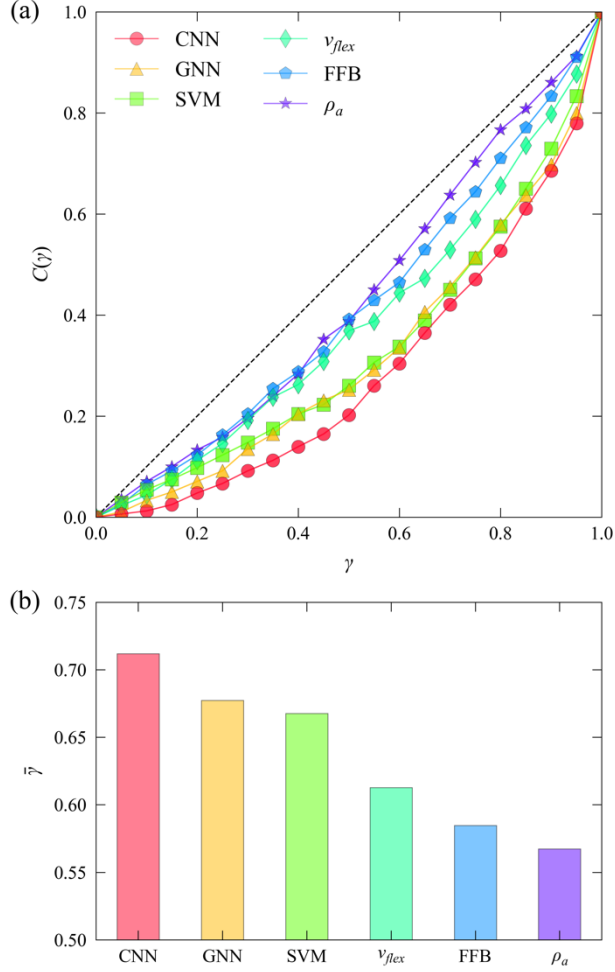 (a)
CNN
GNN
SVM
v_flex
FFB
ρ_a
1.0
0.8
0.6
0.4
0.2
0.0
C(γ)
0.0 0.2 0.4 0.6 0.8 1.0
γ
(b)
0.75
0.70
0.65
0.60
0.55
0.50
γ̄
CNN GNN SVM v_flex FFB ρ_a